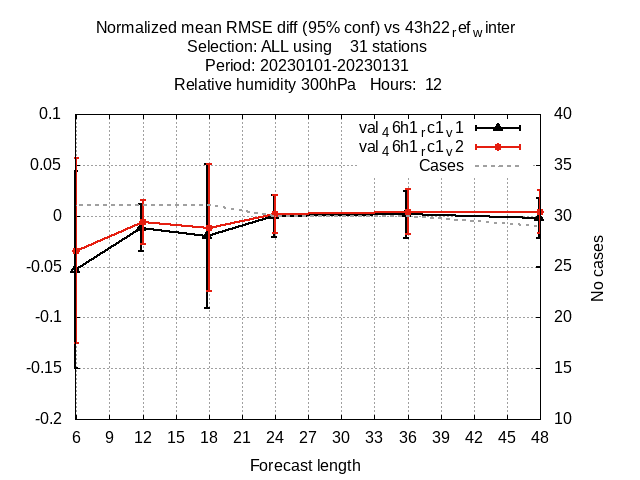 Normalized mean RMSE diff (95% conf) vs 43h22refwinter
Selection: ALL using 31 stations
Period: 20230101-20230131
Relative humidity 300hPa Hours: 12
val46h1rc1v1
val46h1rc1v2
Cases
0.1
0.05
0
-0.05
-0.1
-0.15
-0.2
40
35
30
25
20
15
10
No cases
6 9 12 15 18 21 24 27 30 33 36 39 42 45 48
Forecast length